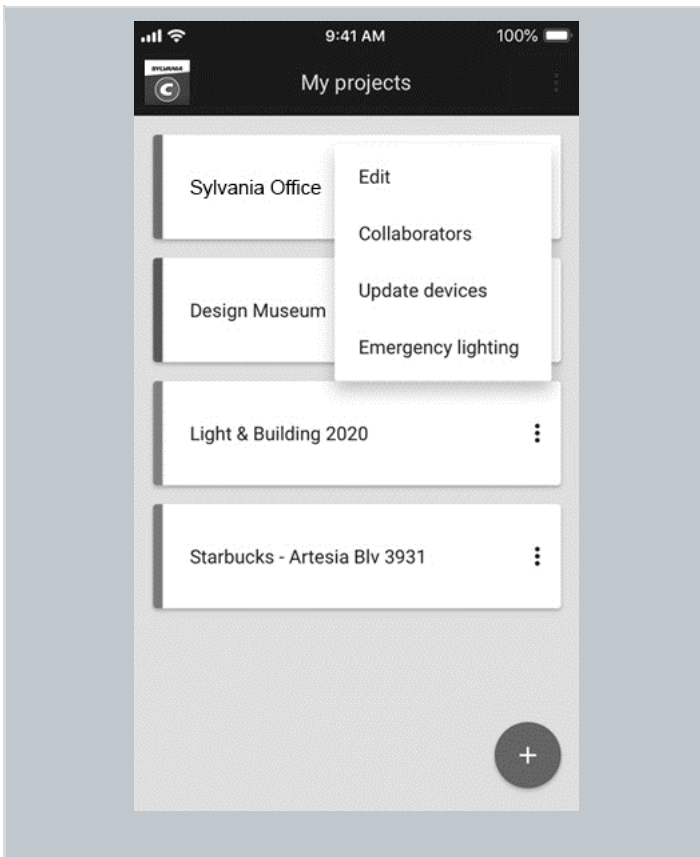 9:41 AM 100%
SYLVANIA
C
My projects
Sylvania Office
Edit
Collaborators
Design Museum
Update devices
Emergency lighting
Light & Building 2020
Starbucks - Artesia Blv 3931
+